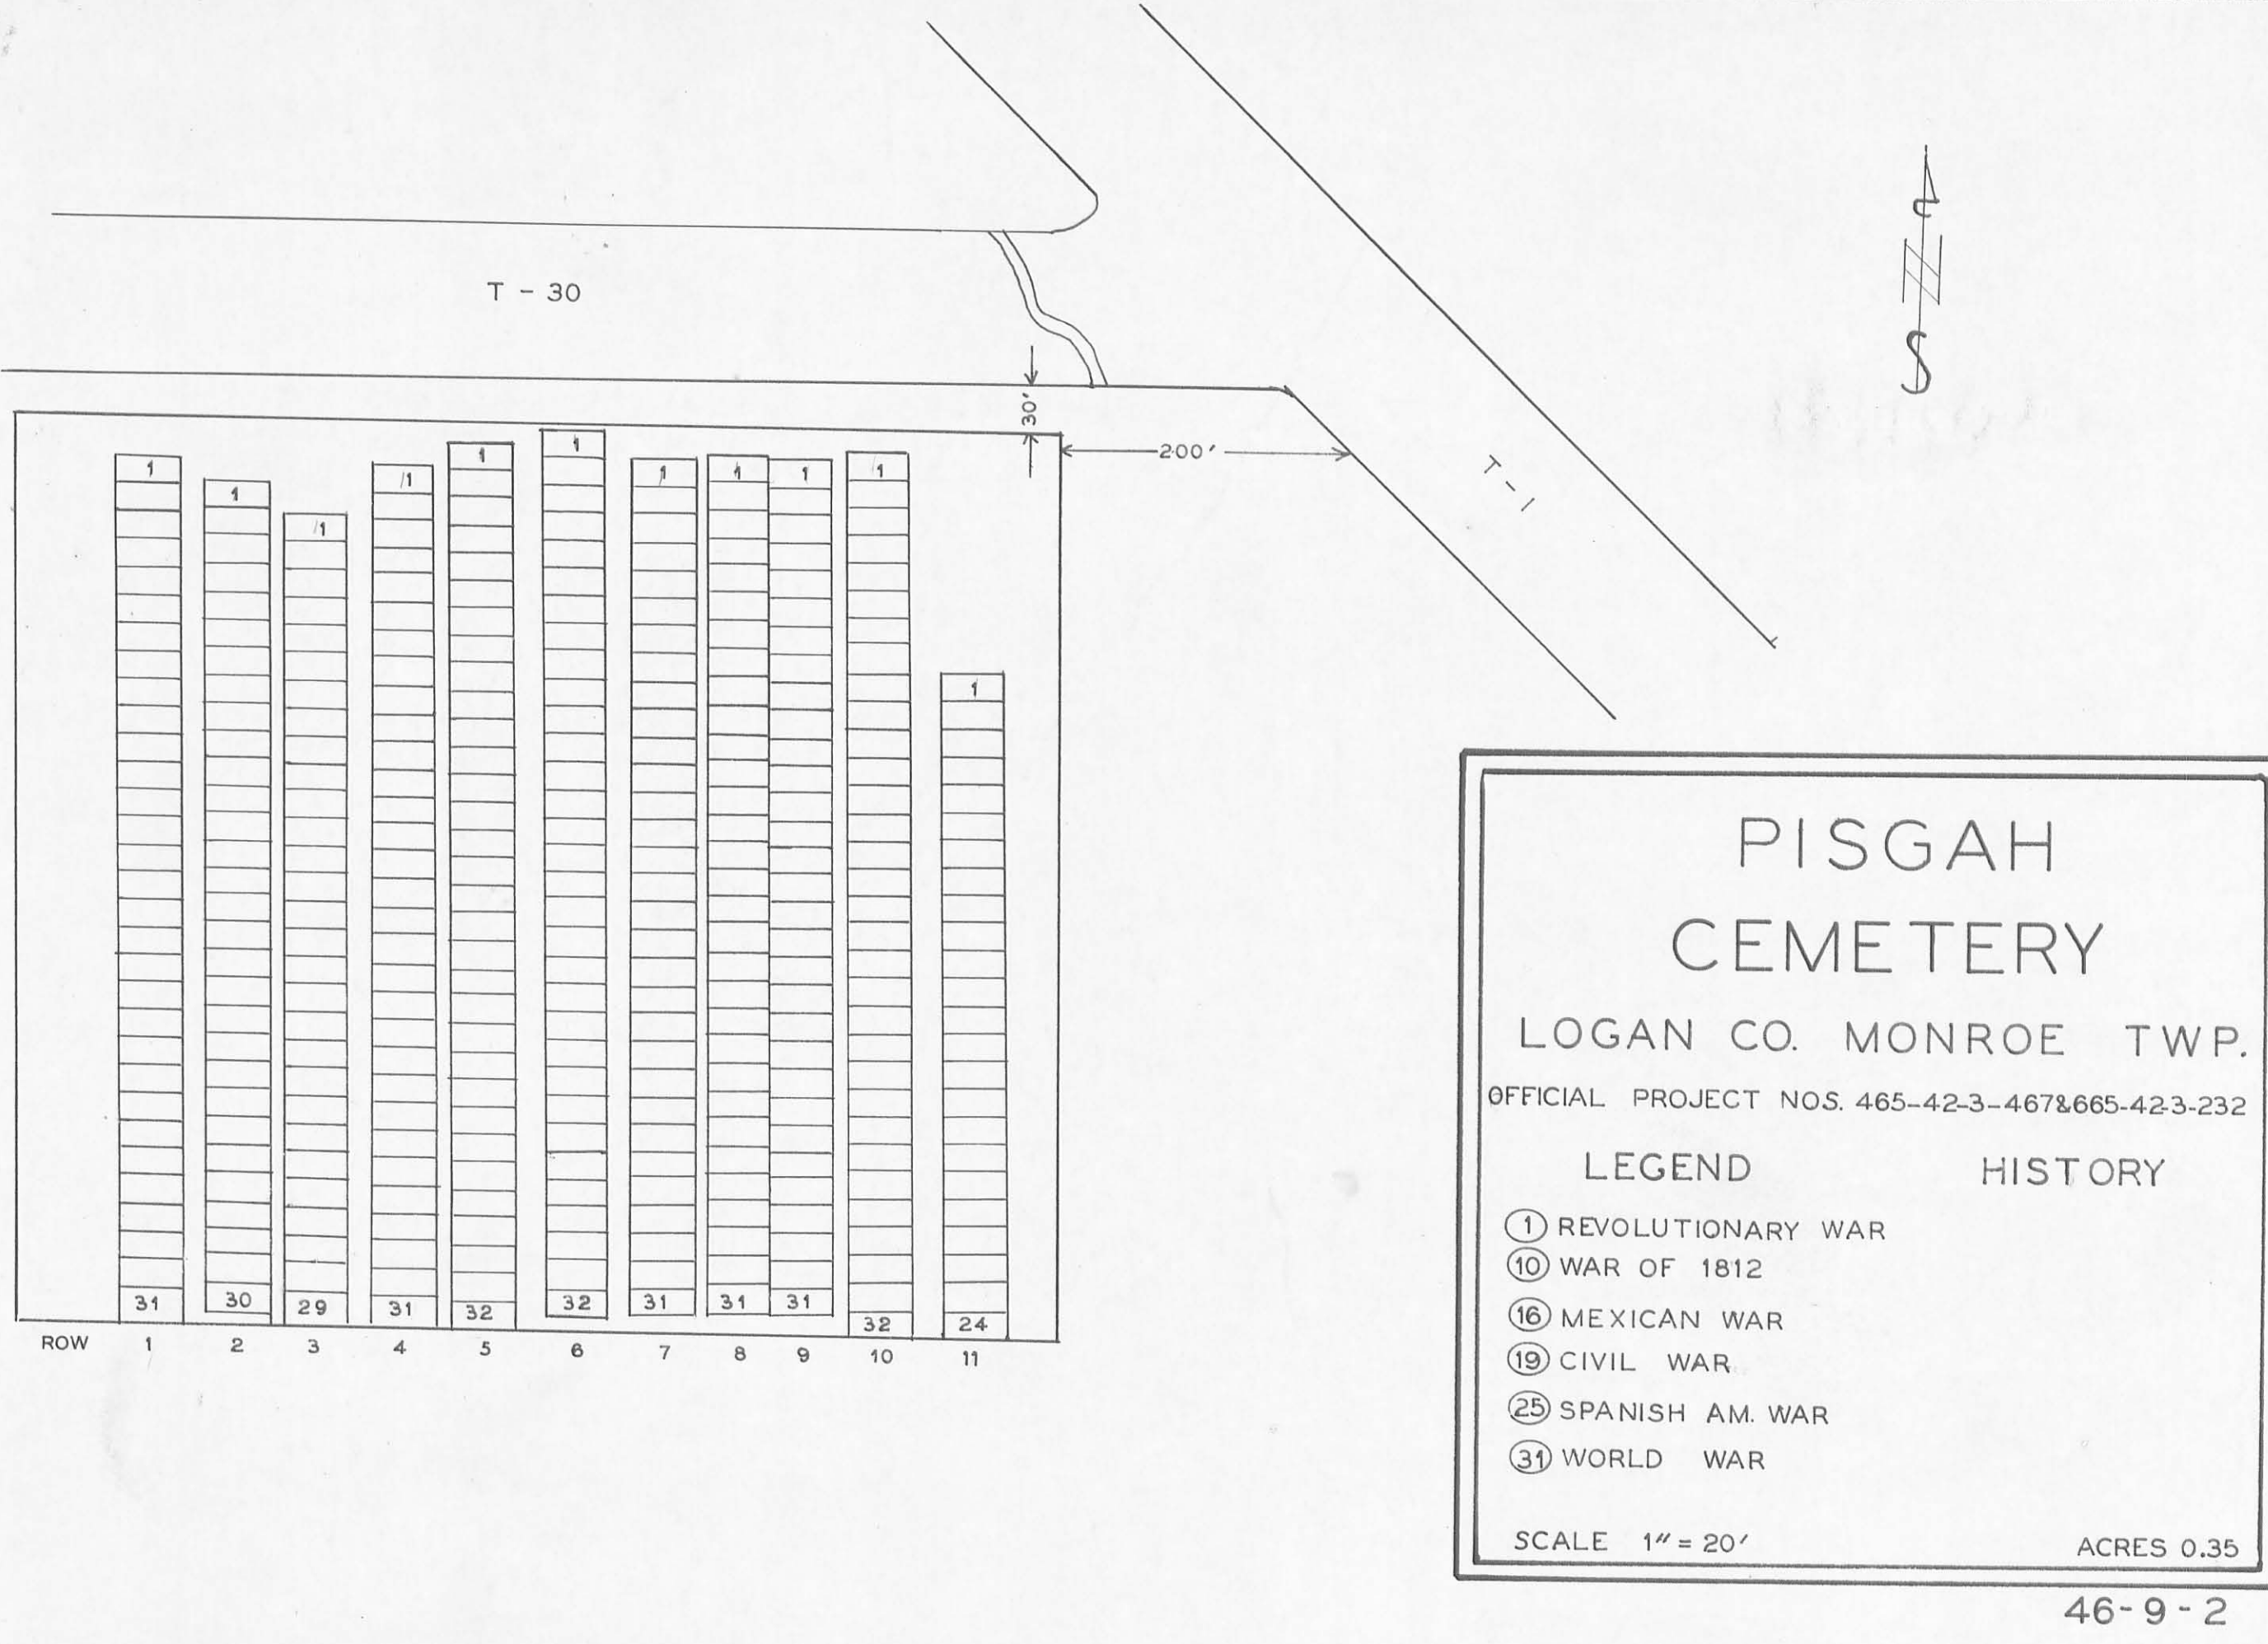 T - 30
N
S
30'
200'
T - 1
1 1 1 1 1 1 1 1 1 1 1
31 30 29 31 32 32 31 31 31 32 24
ROW 1 2 3 4 5 6 7 8 9 10 11
PISGAH
CEMETERY
LOGAN CO. MONROE TWP.
OFFICIAL PROJECT NOS. 465-42-3-467&665-42-3-232
LEGEND HISTORY
1 REVOLUTIONARY WAR
10 WAR OF 1812
16 MEXICAN WAR
19 CIVIL WAR
25 SPANISH AM. WAR
31 WORLD WAR
SCALE 1" = 20' ACRES 0.35
46-9-2